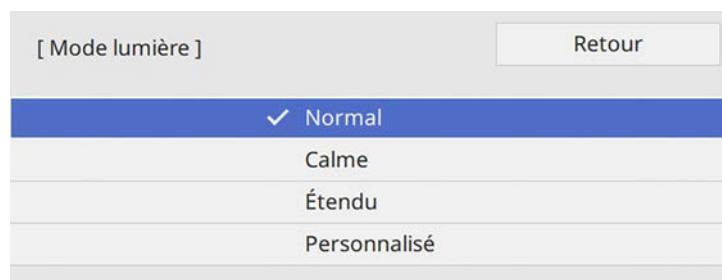 [ Mode lumière ]
Retour
Normal
Calme
Étendu
Personnalisé